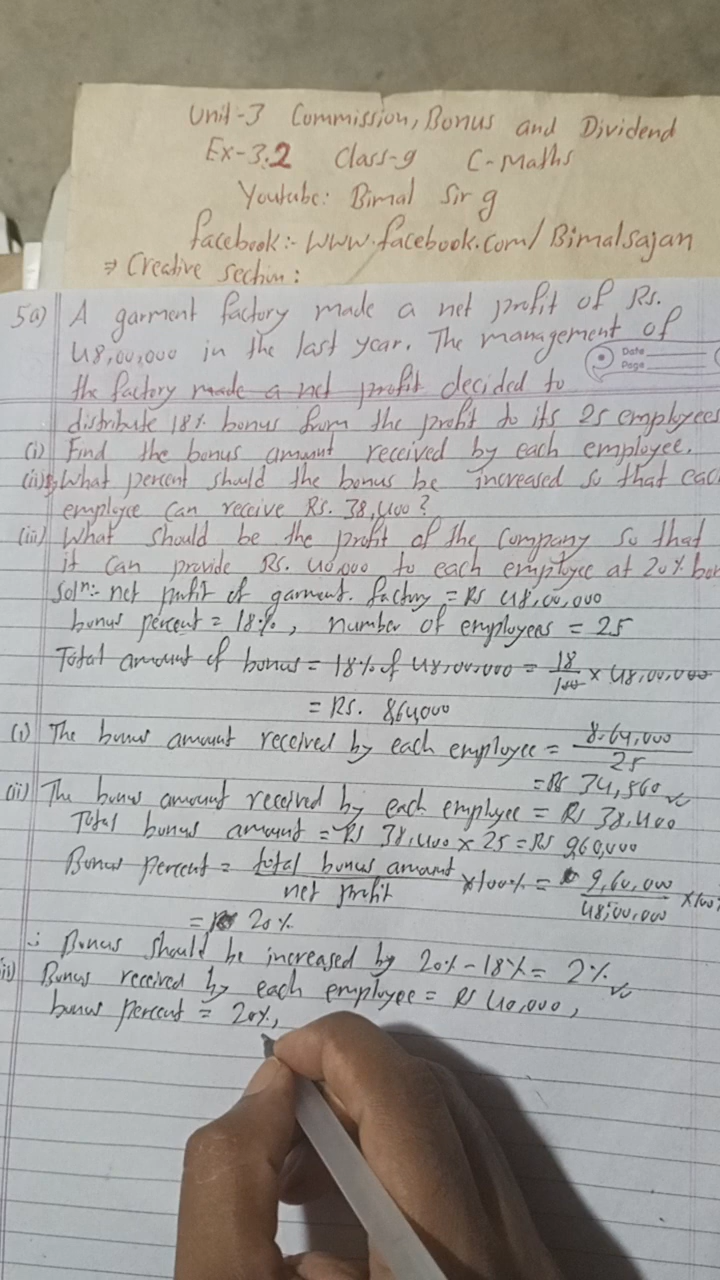 Unit-3 Commission, Bonus and Dividend
Ex-3.2 Class-9 C-Maths
Youtube: Bimal Sir g
facebook:- www.facebook.com/Bimalsajan
⇒ Creative section:
5a) A garment factory made a net profit of Rs.
48,00,000 in the last year. The management of
Date
Page
the factory made a net profit decided to
distribute 18% bonus from the profit to its 25 employees
(i) Find the bonus amount received by each employee.
(ii) What percent should the bonus be increased so that eac
employee can receive Rs. 38,400?
(iii) What should be the profit of the company so that
it can provide Rs. 40,000 to each employee at 20% bon
Soln:- net profit of garment factory = Rs 48,00,000
bonus percent = 18%, number of employees = 25
Total amount of bonus = 18% of 48,00,000 = 18/100 × 48,00,000
= Rs. 864000
(i) The bonus amount received by each employee = 8,64,000/25
= Rs 34,560
(ii) The bonus amount received by each employee = Rs 38,400
Total bonus amount = Rs 38,400 × 25 = Rs 960,000
Bonus percent = total bonus amount/net profit ×100% = 9,60,000/48,00,000 ×100%
= 20%
∴ Bonus should be increased by 20% - 18% = 2%
ii) Bonus received by each employee = Rs 40,000,
bonus percent = 20%,